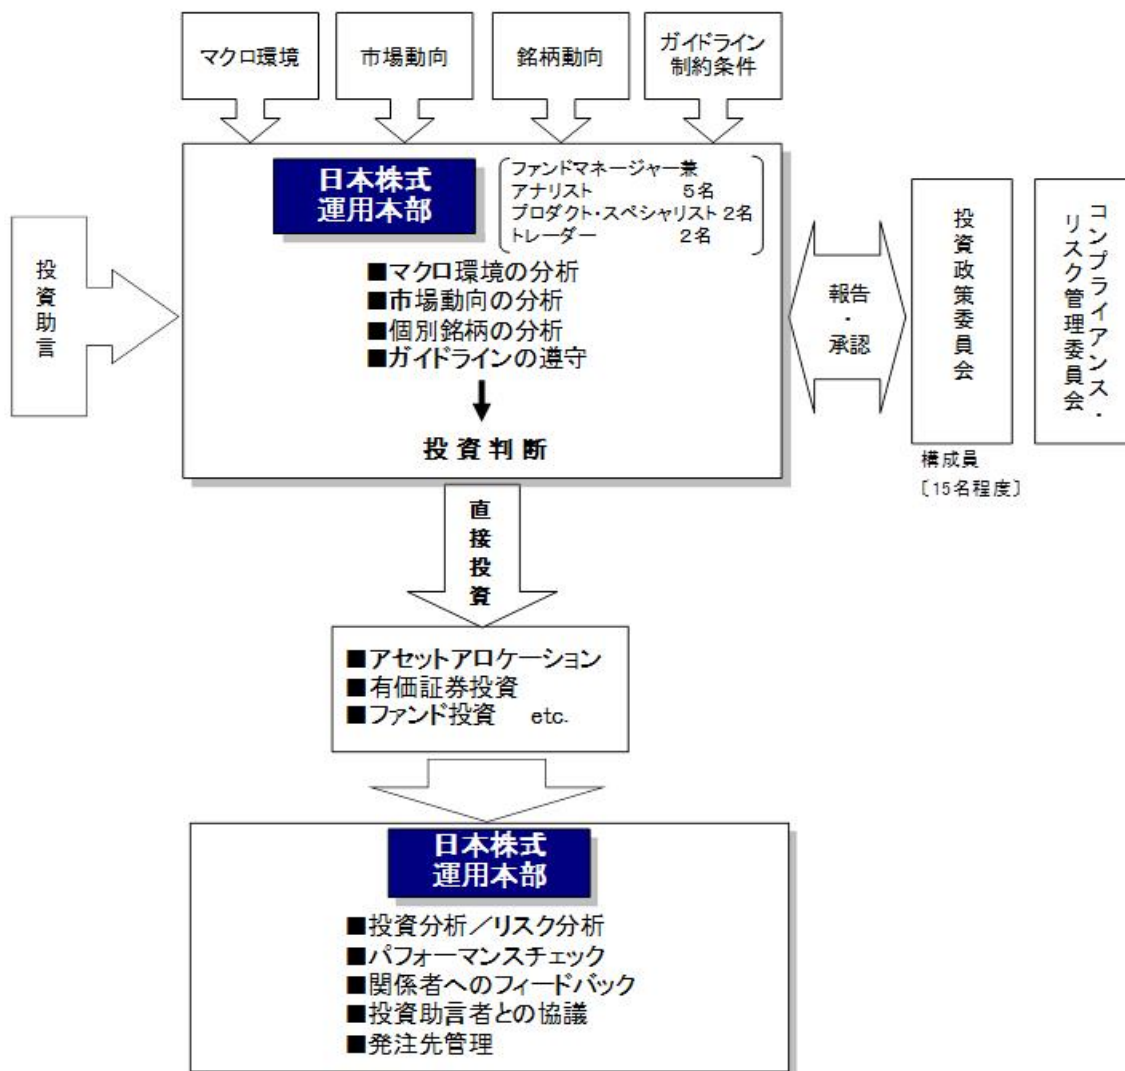 マクロ環境
市場動向
銘柄動向
ガイドライン
制約条件
日本株式
運用本部
ファンドマネージャー兼
アナリスト 5名
プロダクト・スペシャリスト 2名
トレーダー 2名
■マクロ環境の分析
■市場動向の分析
■個別銘柄の分析
■ガイドラインの遵守
投資判断
投資助言
報告
・
承認
投資政策委員会
コンプライアンス・
リスク管理委員会
構成員
〔15名程度〕
直接投資
■アセットアロケーション
■有価証券投資
■ファンド投資 etc.
日本株式
運用本部
■投資分析／リスク分析
■パフォーマンスチェック
■関係者へのフィードバック
■投資助言者との協議
■発注先管理